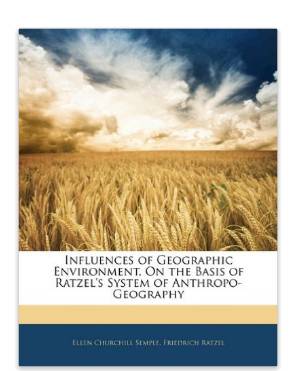 Influences of Geographic
Environment, On the Basis of
Ratzel's System of Anthropo-
Geography
Ellen Churchill Semple, Friedrich Ratzel